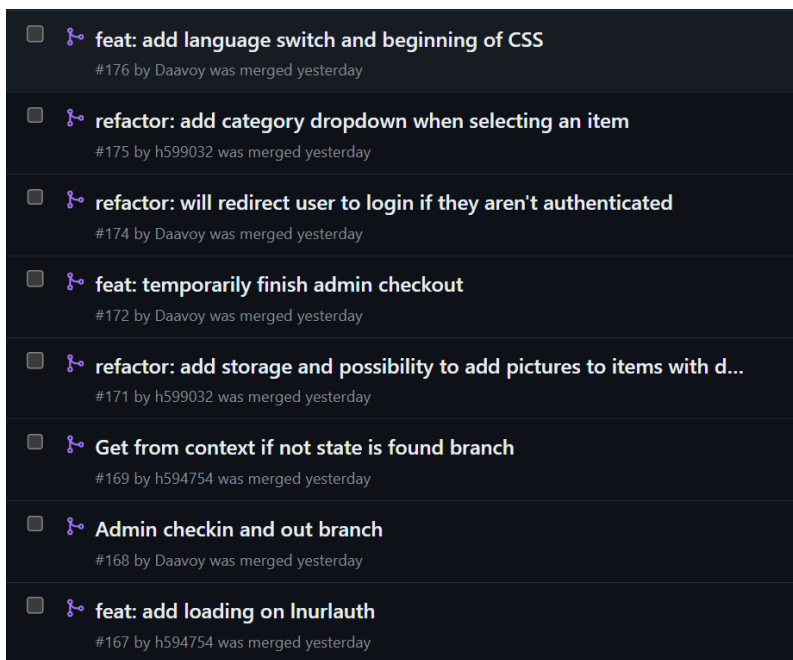 feat: add language switch and beginning of CSS
#176 by Daavoy was merged yesterday
refactor: add category dropdown when selecting an item
#175 by h599032 was merged yesterday
refactor: will redirect user to login if they aren't authenticated
#174 by Daavoy was merged yesterday
feat: temporarily finish admin checkout
#172 by Daavoy was merged yesterday
refactor: add storage and possibility to add pictures to items with d...
#171 by h599032 was merged yesterday
Get from context if not state is found branch
#169 by h594754 was merged yesterday
Admin checkin and out branch
#168 by Daavoy was merged yesterday
feat: add loading on lnurlauth
#167 by h594754 was merged yesterday